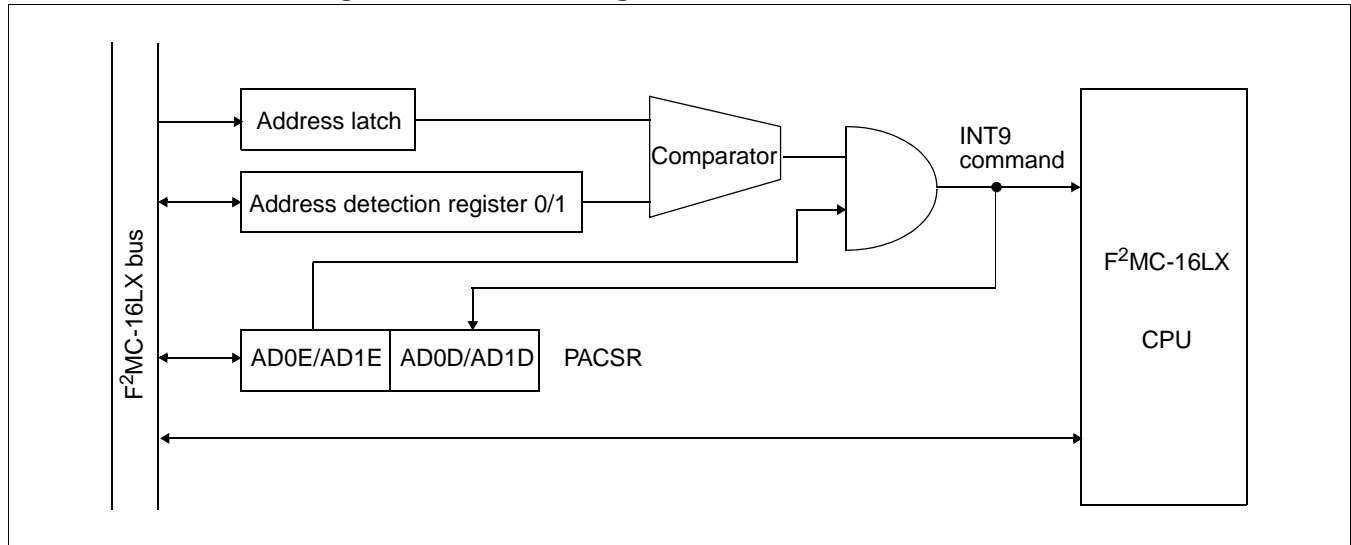 Address latch
Comparator
INT9
command
Address detection register 0/1
F²MC-16LX bus
F²MC-16LX
CPU
AD0E/AD1E
AD0D/AD1D
PACSR